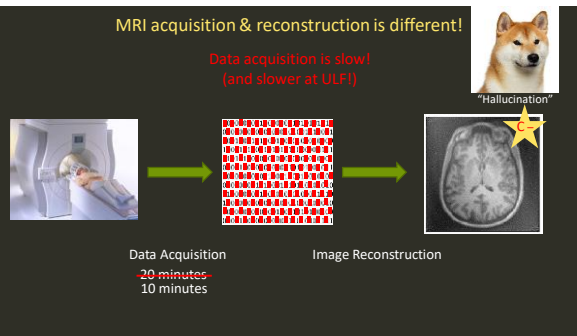 MRI acquisition & reconstruction is different!
Data acquisition is slow!
(and slower at ULF!)
"Hallucination"
C–
Data Acquisition
Image Reconstruction
20 minutes
10 minutes